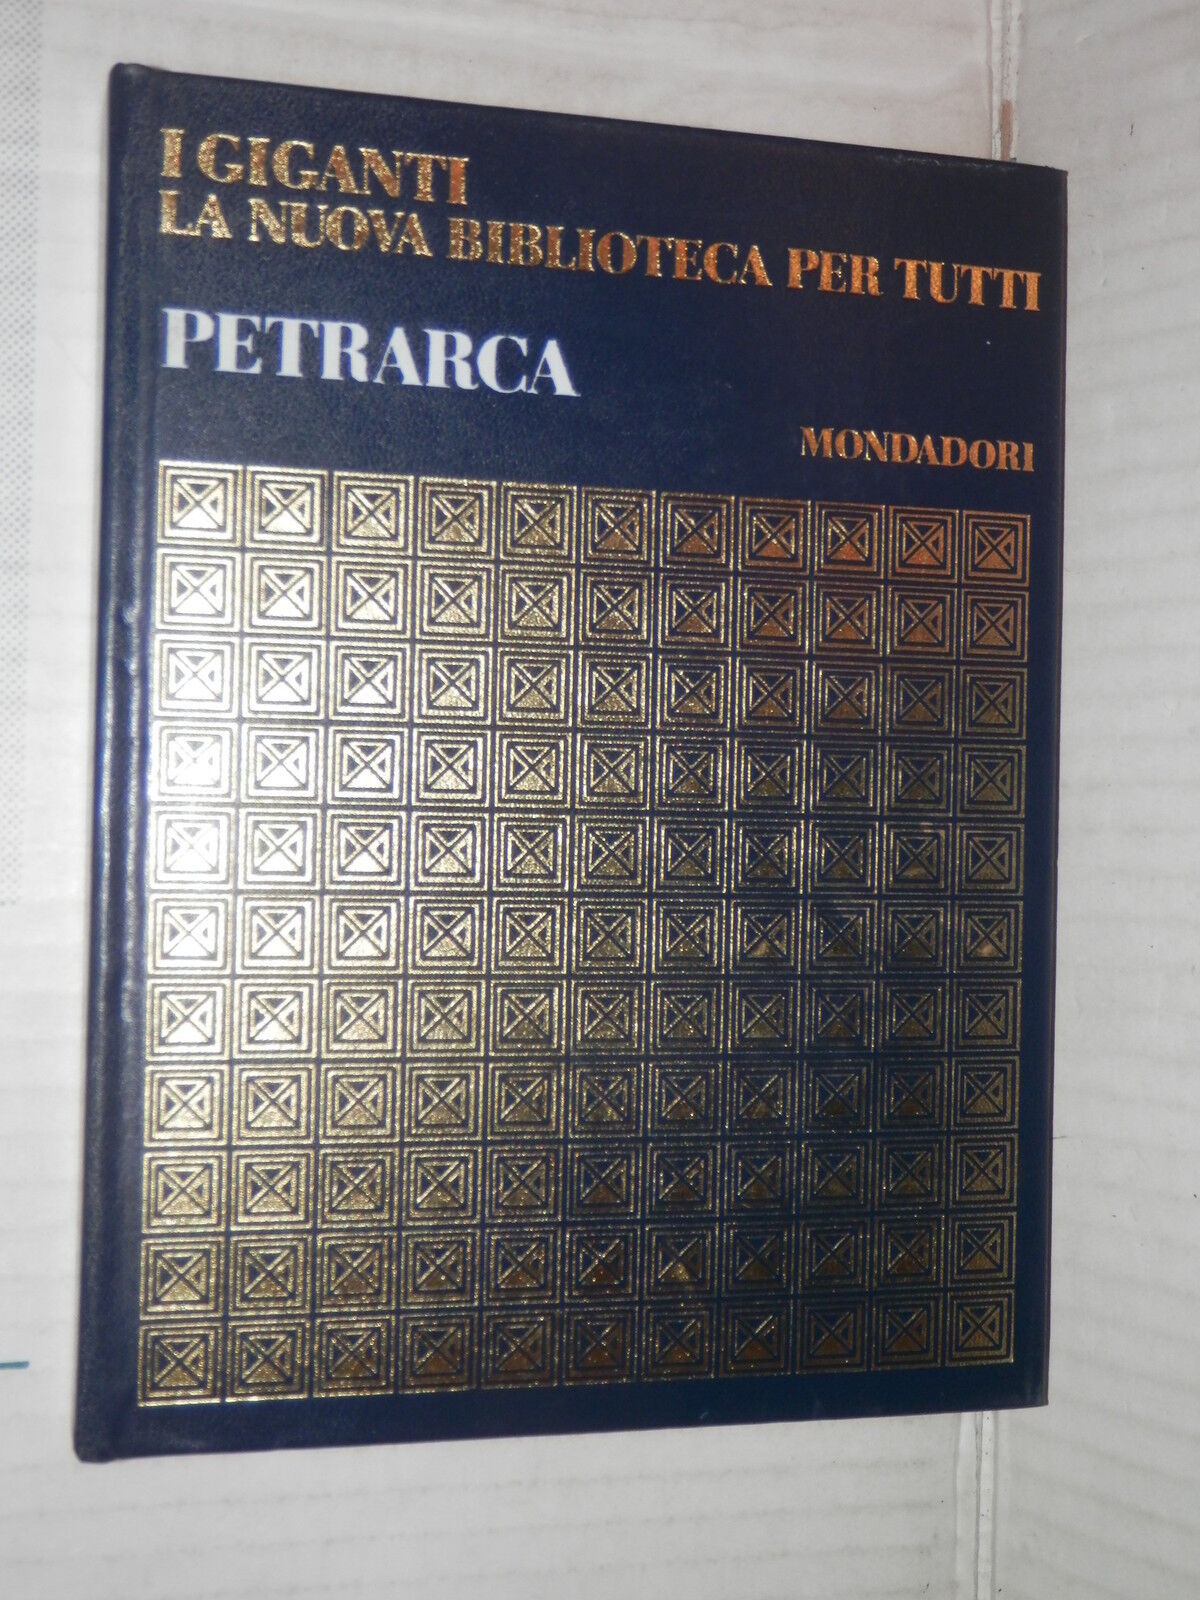 I GIGANTI
LA NUOVA BIBLIOTECA PER TUTTI
PETRARCA
MONDADORI